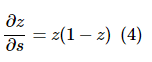 ∂z/∂s = z(1 − z) (4)